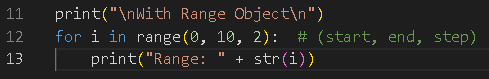 11 print("\nWith Range Object\n")
12 for i in range(0, 10, 2):  # (start, end, step)
13     print("Range: " + str(i))